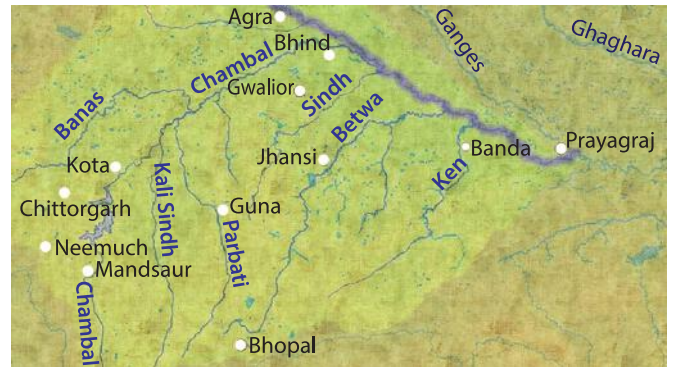 Agra
Ganges
Ghaghara
Bhind
Chambal
Gwalior
Sindh
Banas
Betwa
Prayagraj
Banda
Jhansi
Kota
Kali Sindh
Ken
Chittorgarh
Guna
Parbati
Neemuch
Mandsaur
Chambal
Bhopal